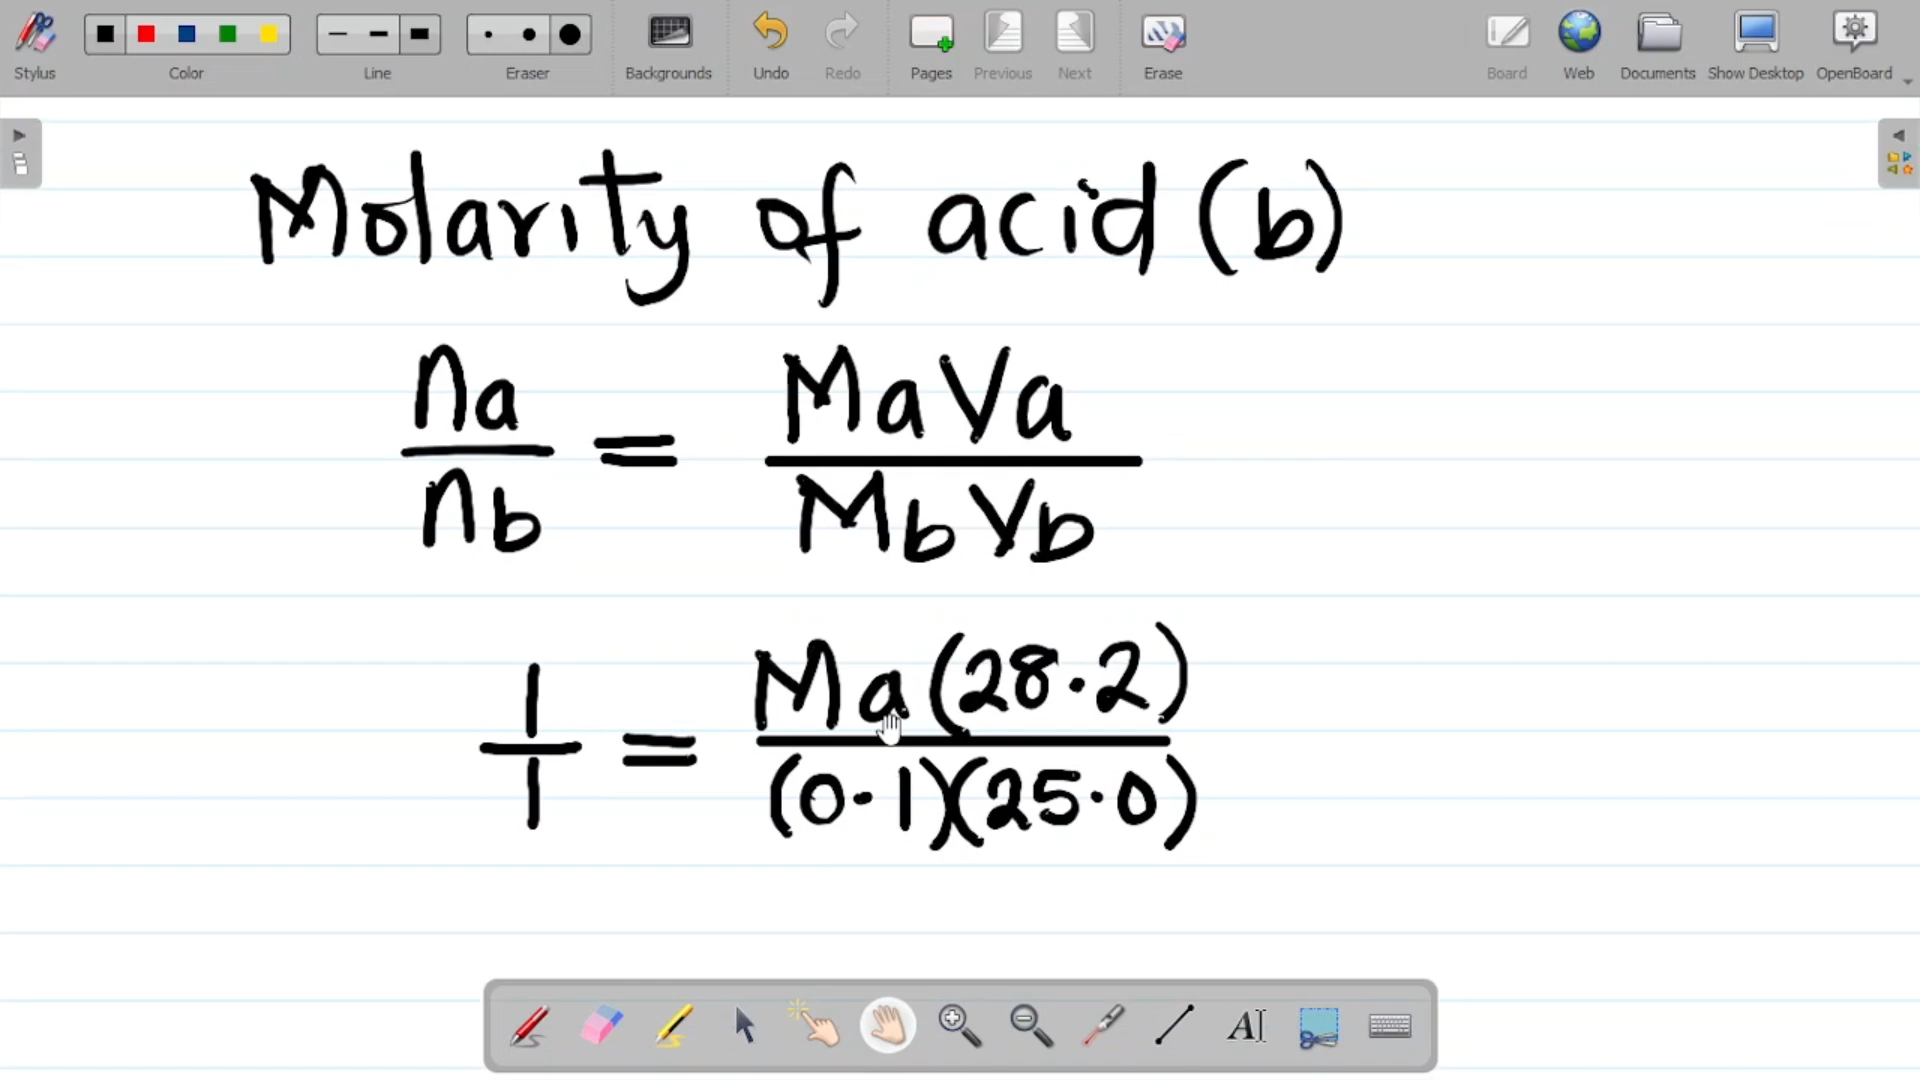 Stylus Color Line Eraser Backgrounds Undo Redo Pages Previous Next Erase Board Web Documents Show Desktop OpenBoard
Molarity of acid (b)
na/nb = MaVa/MbVb
1/1 = Ma(28.2)/(0.1)(25.0)
AI